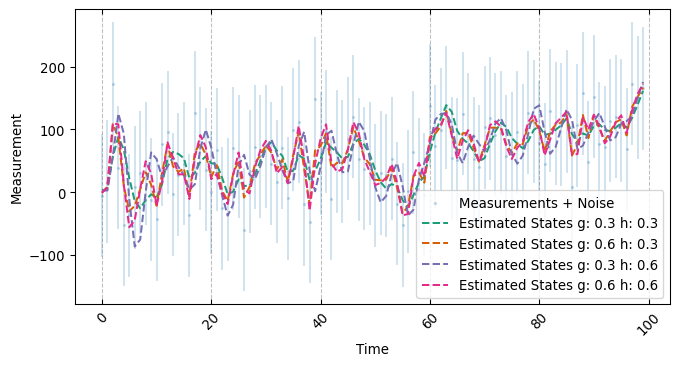 200
100
0
−100
Measurement
0
20
40
60
80
100
Time
Measurements + Noise
Estimated States g: 0.3 h: 0.3
Estimated States g: 0.6 h: 0.3
Estimated States g: 0.3 h: 0.6
Estimated States g: 0.6 h: 0.6